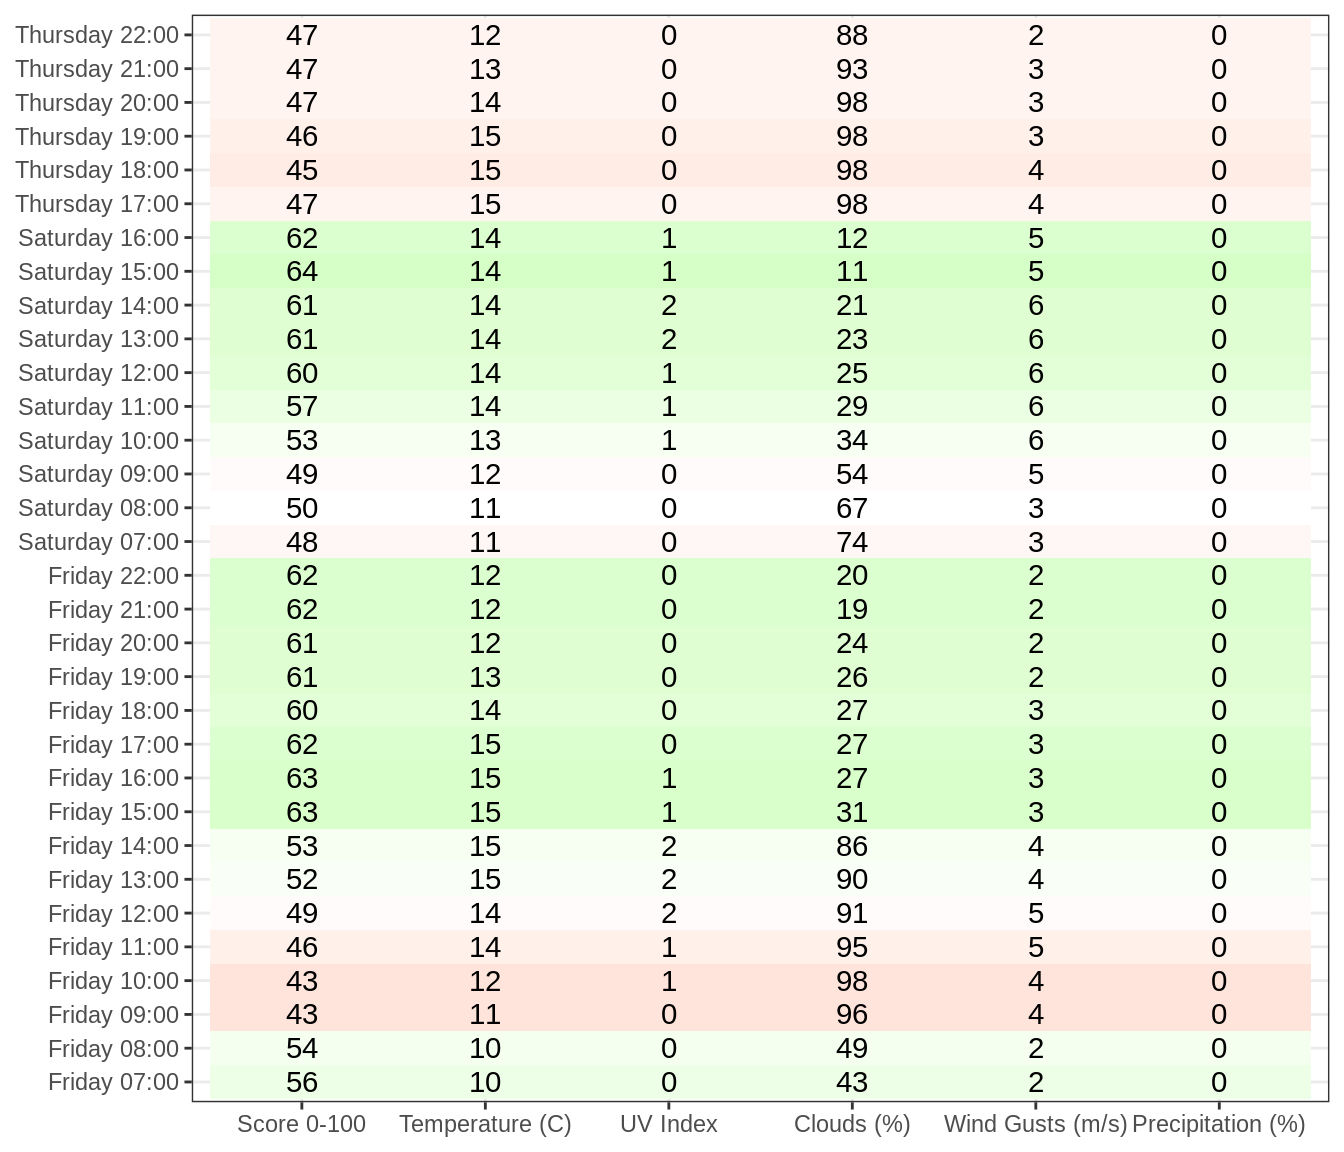 Thursday 22:00 47 12 0 88 2 0
Thursday 21:00 47 13 0 93 3 0
Thursday 20:00 47 14 0 98 3 0
Thursday 19:00 46 15 0 98 3 0
Thursday 18:00 45 15 0 98 4 0
Thursday 17:00 47 15 0 98 4 0
Saturday 16:00 62 14 1 12 5 0
Saturday 15:00 64 14 1 11 5 0
Saturday 14:00 61 14 2 21 6 0
Saturday 13:00 61 14 2 23 6 0
Saturday 12:00 60 14 1 25 6 0
Saturday 11:00 57 14 1 29 6 0
Saturday 10:00 53 13 1 34 6 0
Saturday 09:00 49 12 0 54 5 0
Saturday 08:00 50 11 0 67 3 0
Saturday 07:00 48 11 0 74 3 0
Friday 22:00 62 12 0 20 2 0
Friday 21:00 62 12 0 19 2 0
Friday 20:00 61 12 0 24 2 0
Friday 19:00 61 13 0 26 2 0
Friday 18:00 60 14 0 27 3 0
Friday 17:00 62 15 0 27 3 0
Friday 16:00 63 15 1 27 3 0
Friday 15:00 63 15 1 31 3 0
Friday 14:00 53 15 2 86 4 0
Friday 13:00 52 15 2 90 4 0
Friday 12:00 49 14 2 91 5 0
Friday 11:00 46 14 1 95 5 0
Friday 10:00 43 12 1 98 4 0
Friday 09:00 43 11 0 96 4 0
Friday 08:00 54 10 0 49 2 0
Friday 07:00 56 10 0 43 2 0
Score 0-100 Temperature (C) UV Index Clouds (%) Wind Gusts (m/s) Precipitation (%)